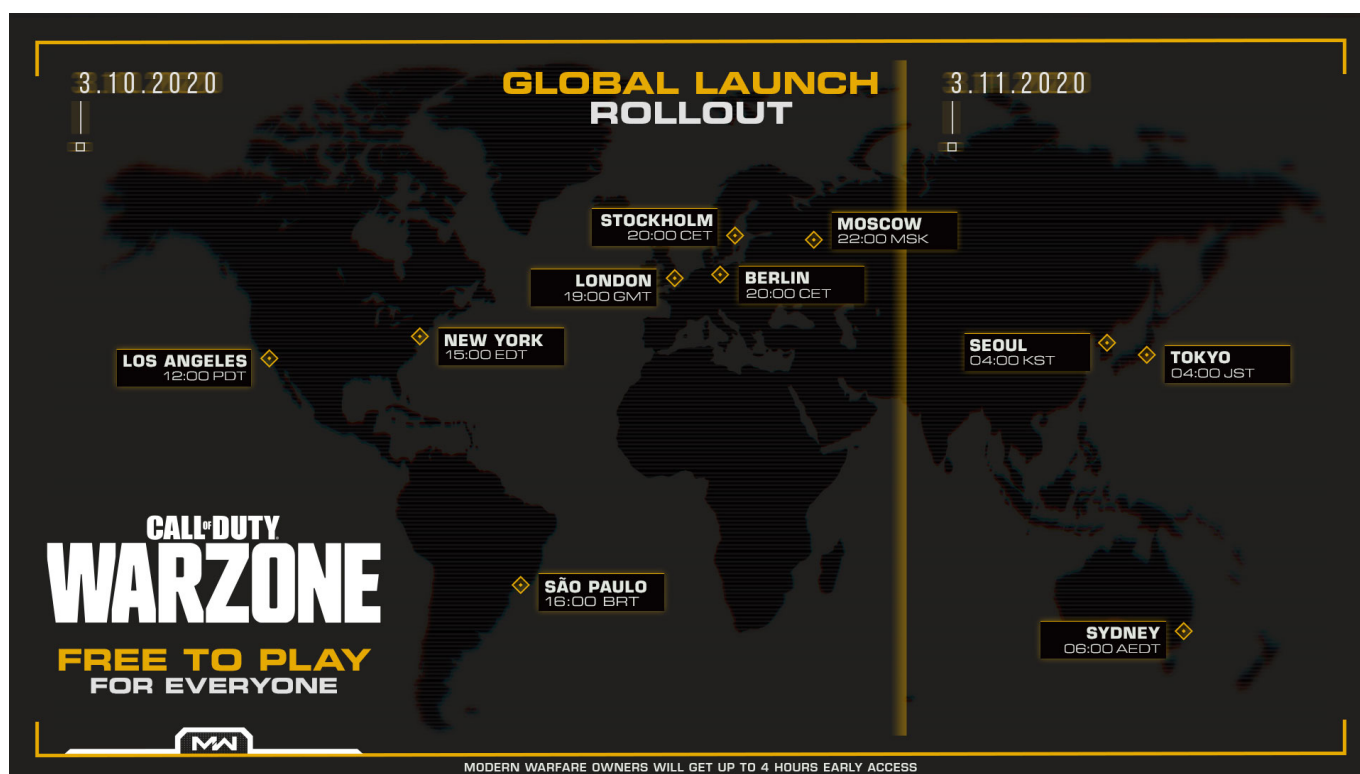 3.10.2020
GLOBAL LAUNCH
ROLLOUT
3.11.2020
STOCKHOLM
20:00 CET
MOSCOW
22:00 MSK
LONDON
19:00 GMT
BERLIN
20:00 CET
NEW YORK
15:00 EDT
LOS ANGELES
12:00 PDT
SEOUL
04:00 KST
TOKYO
04:00 JST
SÃO PAULO
16:00 BRT
SYDNEY
06:00 AEDT
CALL OF DUTY
WARZONE
FREE TO PLAY
FOR EVERYONE
MW
MODERN WARFARE OWNERS WILL GET UP TO 4 HOURS EARLY ACCESS